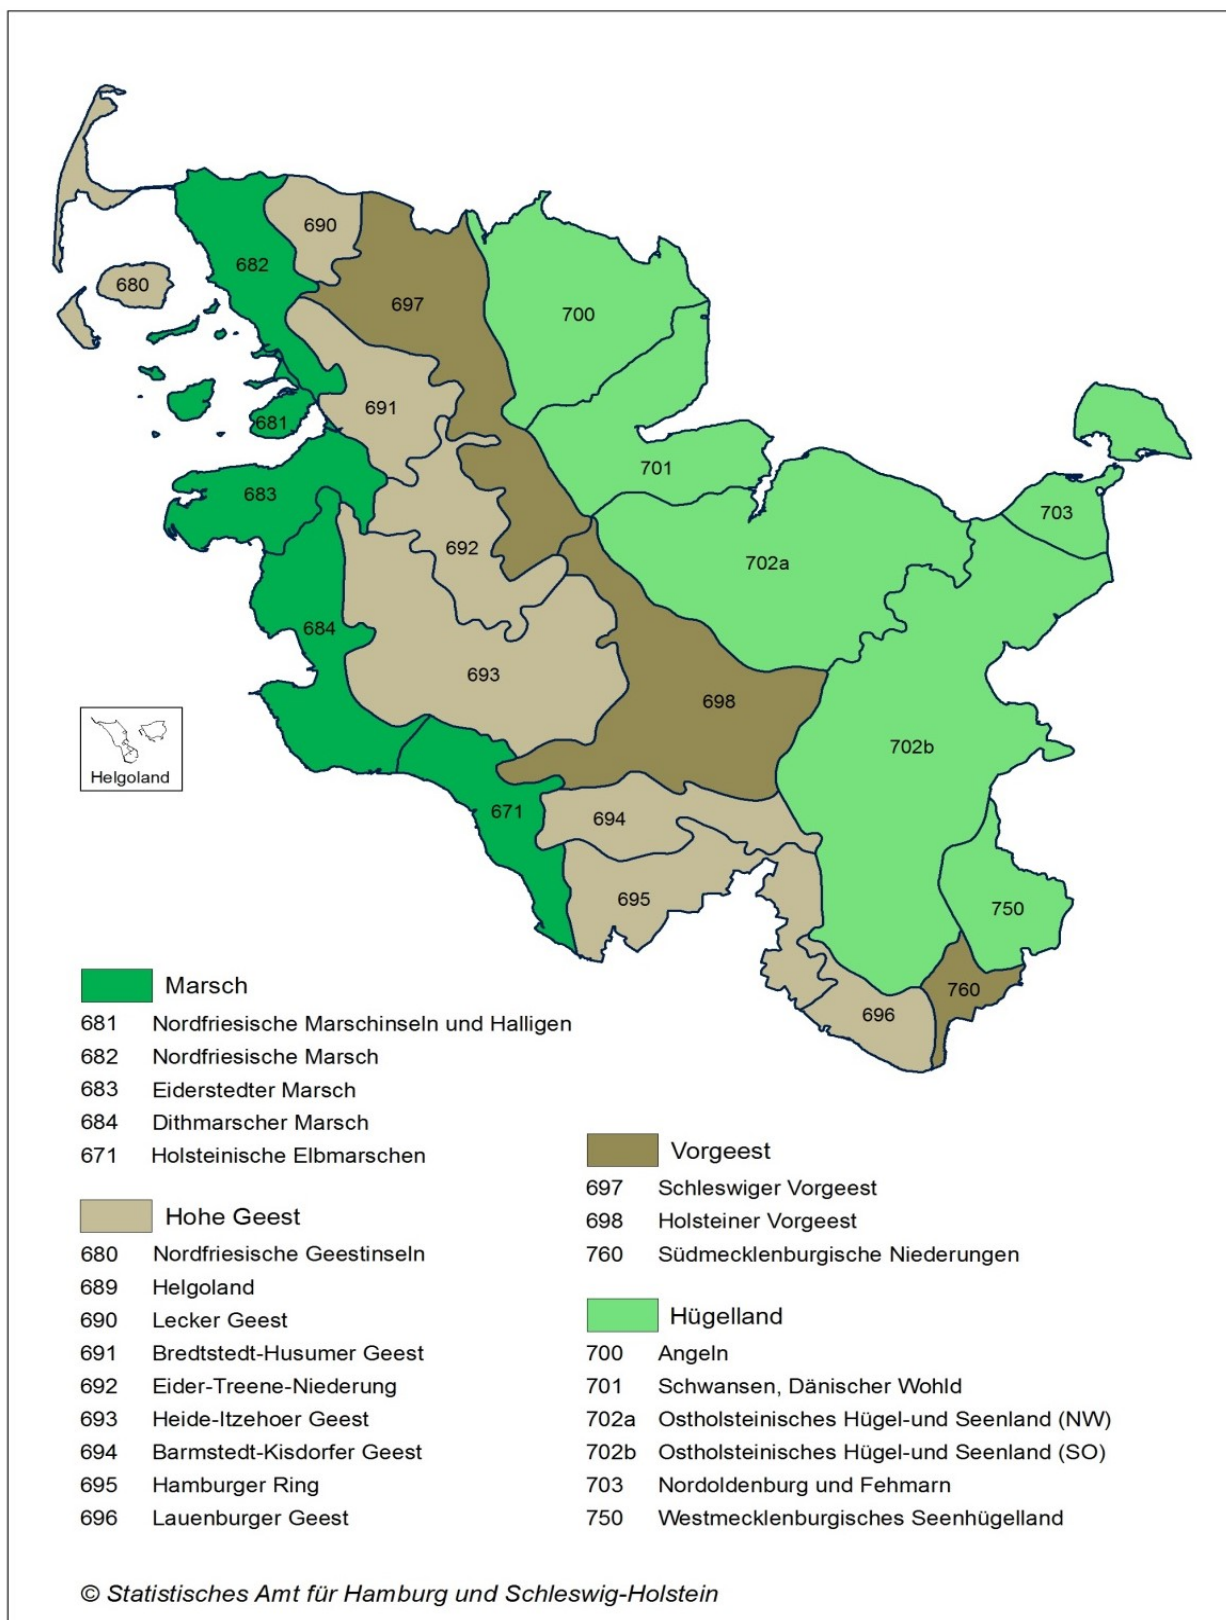 690
682
680
697
700
691
681
701
683
703
692
702a
684
693
698
702b
Helgoland
671
694
695
750
760
696
Marsch
681 Nordfriesische Marschinseln und Halligen
682 Nordfriesische Marsch
683 Eiderstedter Marsch
684 Dithmarscher Marsch
671 Holsteinische Elbmarschen
Hohe Geest
680 Nordfriesische Geestinseln
689 Helgoland
690 Lecker Geest
691 Bredtstedt-Husumer Geest
692 Eider-Treene-Niederung
693 Heide-Itzehoer Geest
694 Barmstedt-Kisdorfer Geest
695 Hamburger Ring
696 Lauenburger Geest
Vorgeest
697 Schleswiger Vorgeest
698 Holsteiner Vorgeest
760 Südmecklenburgische Niederungen
Hügelland
700 Angeln
701 Schwansen, Dänischer Wohld
702a Ostholsteinisches Hügel-und Seenland (NW)
702b Ostholsteinisches Hügel-und Seenland (SO)
703 Nordoldenburg und Fehmarn
750 Westmecklenburgisches Seenhügelland
© Statistisches Amt für Hamburg und Schleswig-Holstein